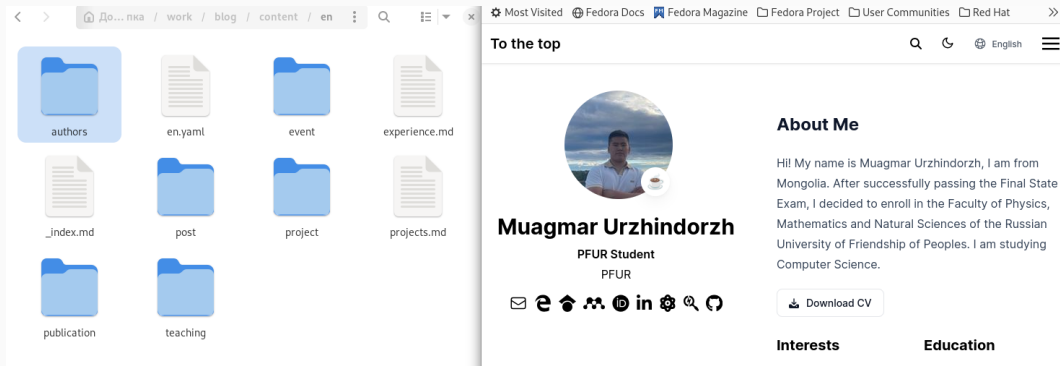 До... пка / work / blog / content / en
authors
en.yaml
event
experience.md
_index.md
post
project
projects.md
publication
teaching
Most Visited
Fedora Docs
Fedora Magazine
Fedora Project
User Communities
Red Hat
To the top
English
Muagmar Urzhindorzh
PFUR Student
PFUR
iD
in
About Me
Hi! My name is Muagmar Urzhindorzh, I am from
Mongolia. After successfully passing the Final State
Exam, I decided to enroll in the Faculty of Physics,
Mathematics and Natural Sciences of the Russian
University of Friendship of Peoples. I am studying
Computer Science.
Download CV
Interests
Education